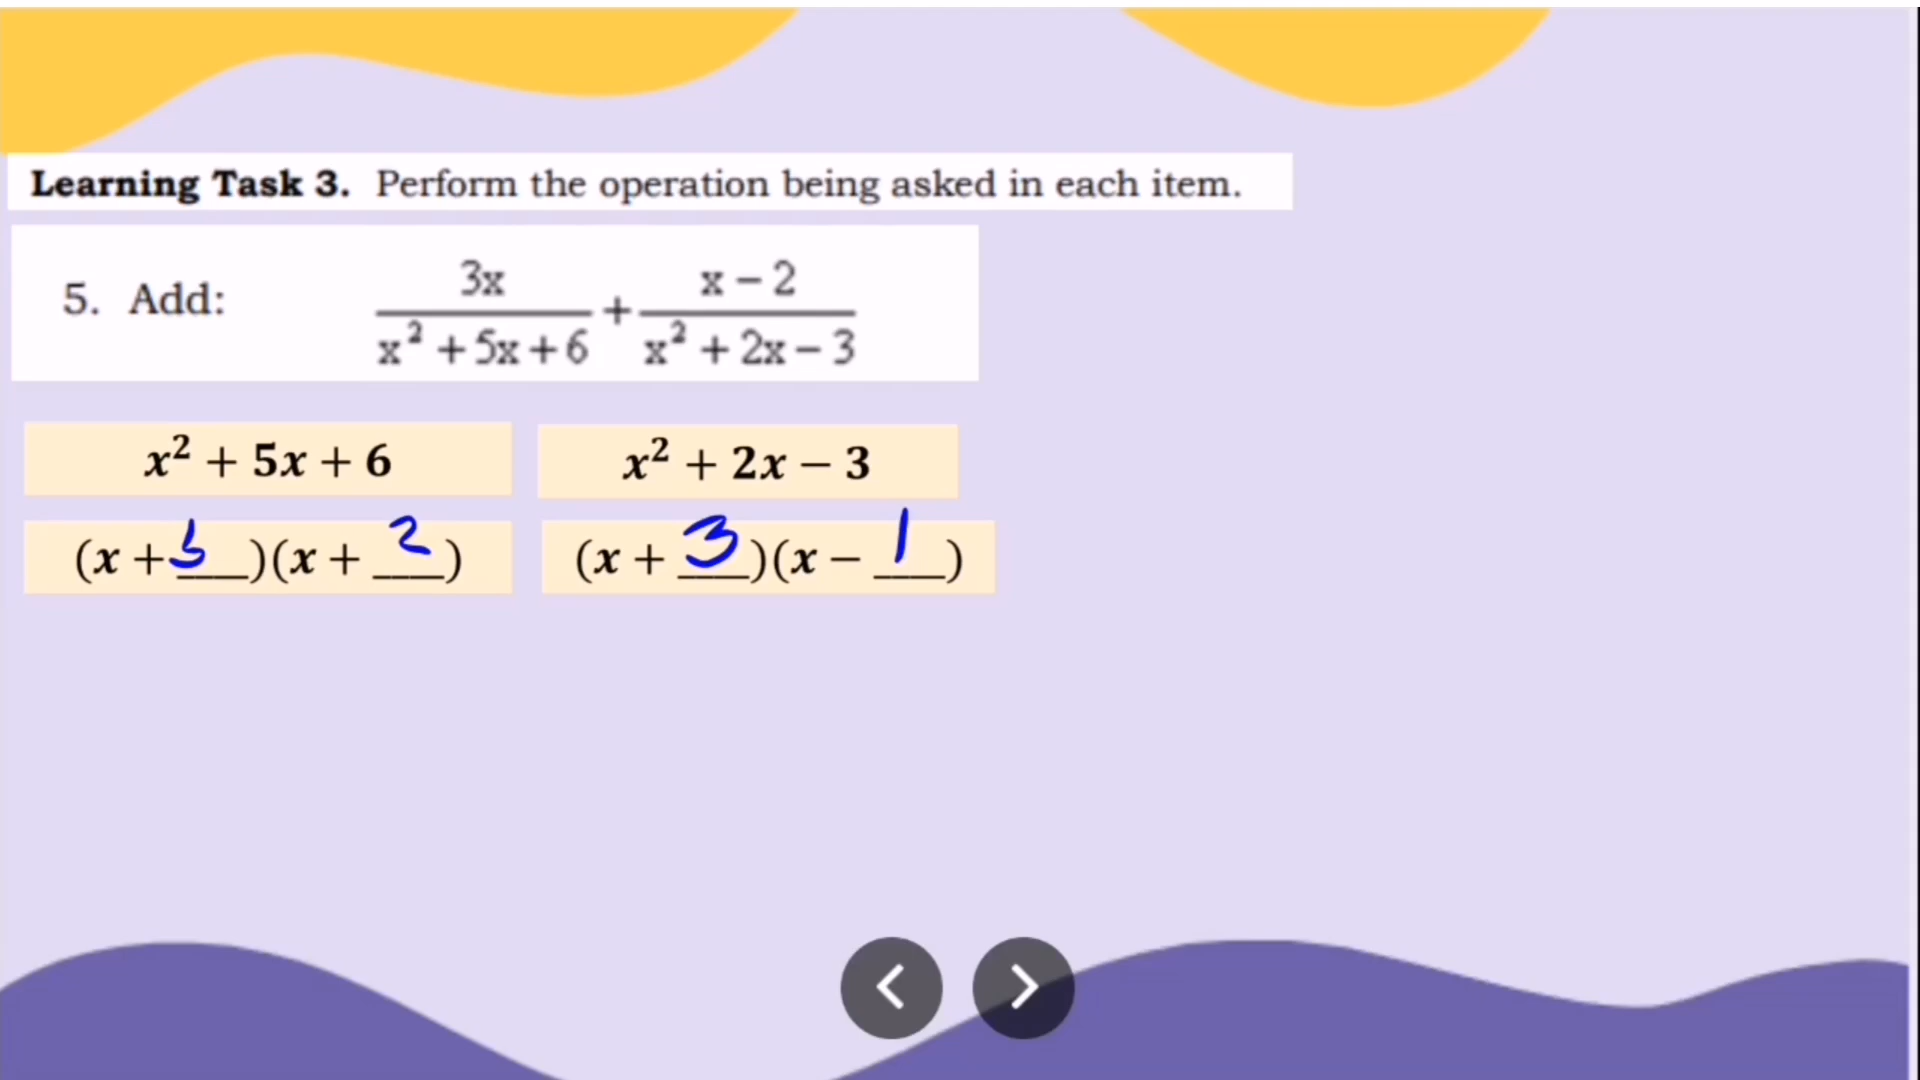 Learning Task 3. Perform the operation being asked in each item.
5. Add: 3x/(x² + 5x + 6) + (x − 2)/(x² + 2x − 3)
x² + 5x + 6
x² + 2x − 3
(x + 3)(x + 2)
(x + 3)(x − 1)